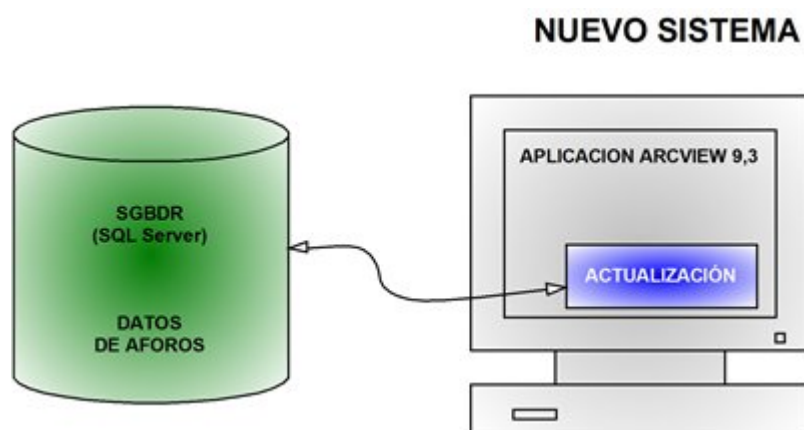 NUEVO SISTEMA
SGBDR
(SQL Server)
DATOS
DE AFOROS
APLICACION ARCVIEW 9,3
ACTUALIZACIÓN